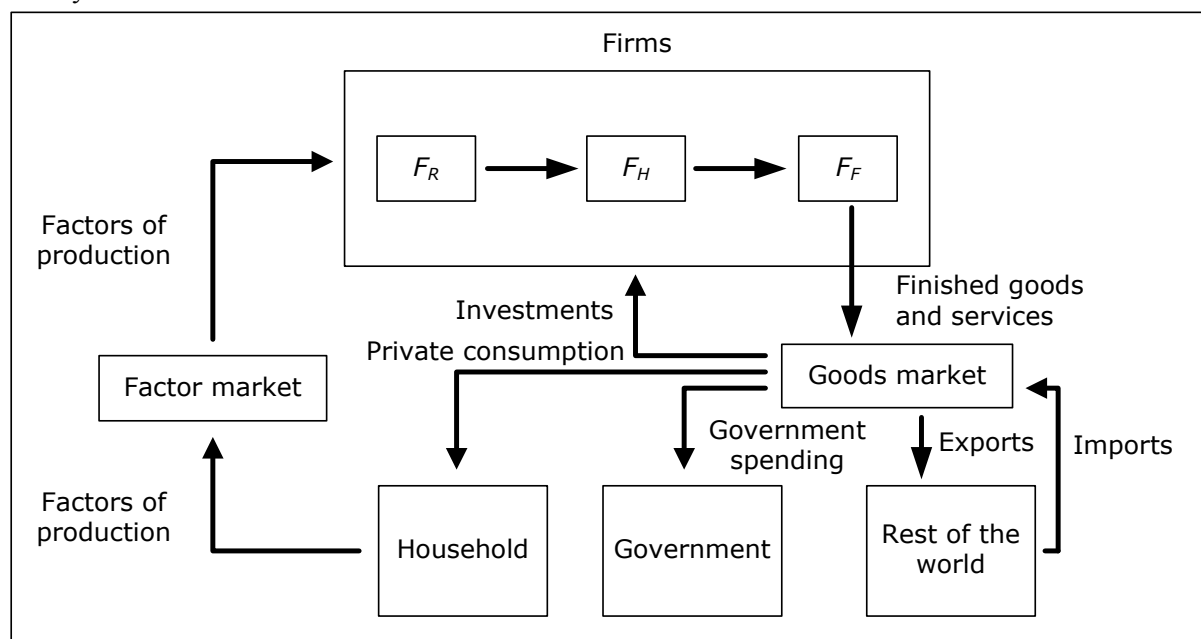 Firms
F_R
F_H
F_F
Factors of
production
Investments
Finished goods
and services
Private consumption
Factor market
Goods market
Government
spending
Exports
Imports
Factors of
production
Household
Government
Rest of the
world